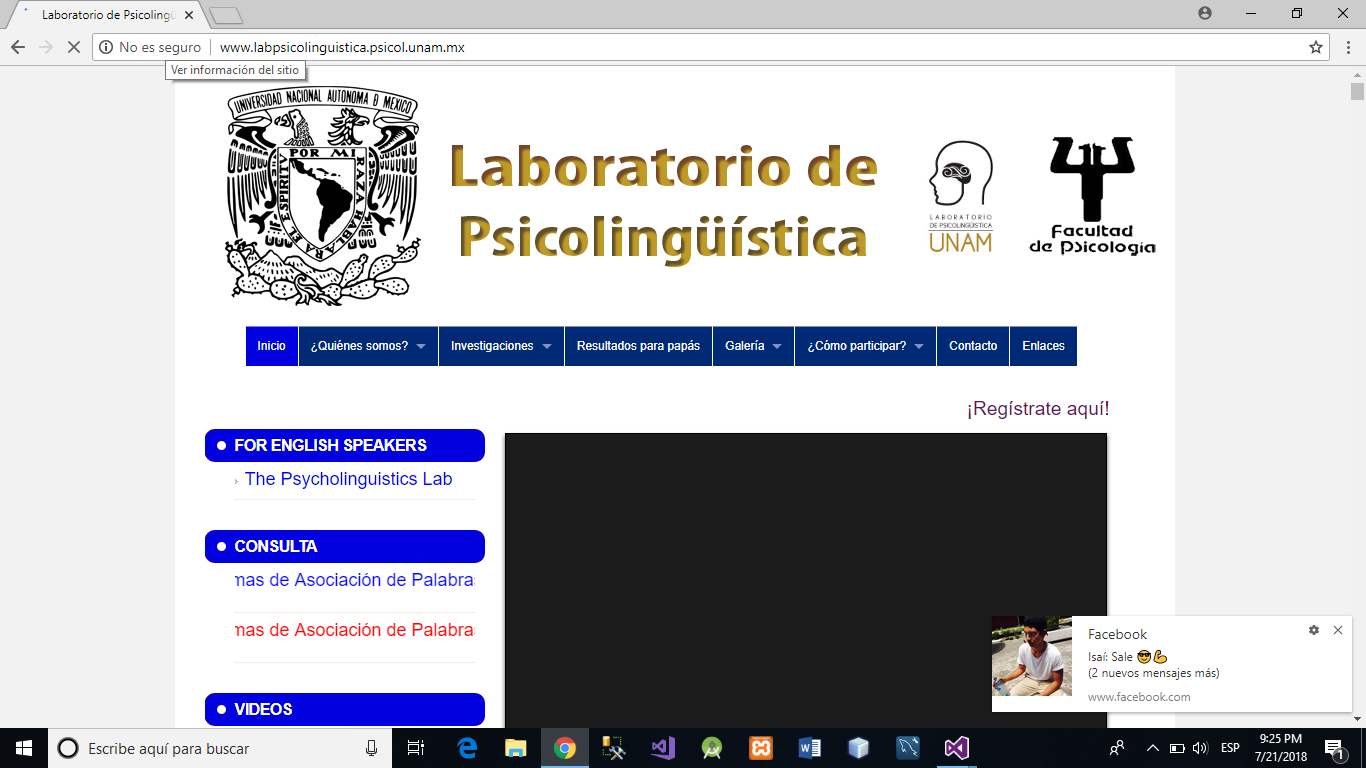 Laboratorio de Psicolingü
No es seguro
www.labpsicolinguistica.psicol.unam.mx
Ver información del sitio
UNIVERSIDAD NACIONAL AUTONOMA D MEXICO
POR MI RAZA HABLARA EL ESPIRITV
Laboratorio de
Psicolingüística
LABORATORIO
DE PSICOLINGÜÍSTICA
UNAM
Facultad
de Psicología
Inicio
¿Quiénes somos?
Investigaciones
Resultados para papás
Galería
¿Cómo participar?
Contacto
Enlaces
¡Regístrate aquí!
FOR ENGLISH SPEAKERS
The Psycholinguistics Lab
CONSULTA
mas de Asociación de Palabras
mas de Asociación de Palabras
VIDEOS
Facebook
Isaí: Sale 😎💪
(2 nuevos mensajes más)
www.facebook.com
Escribe aquí para buscar
ESP
9:25 PM
7/21/2018
1